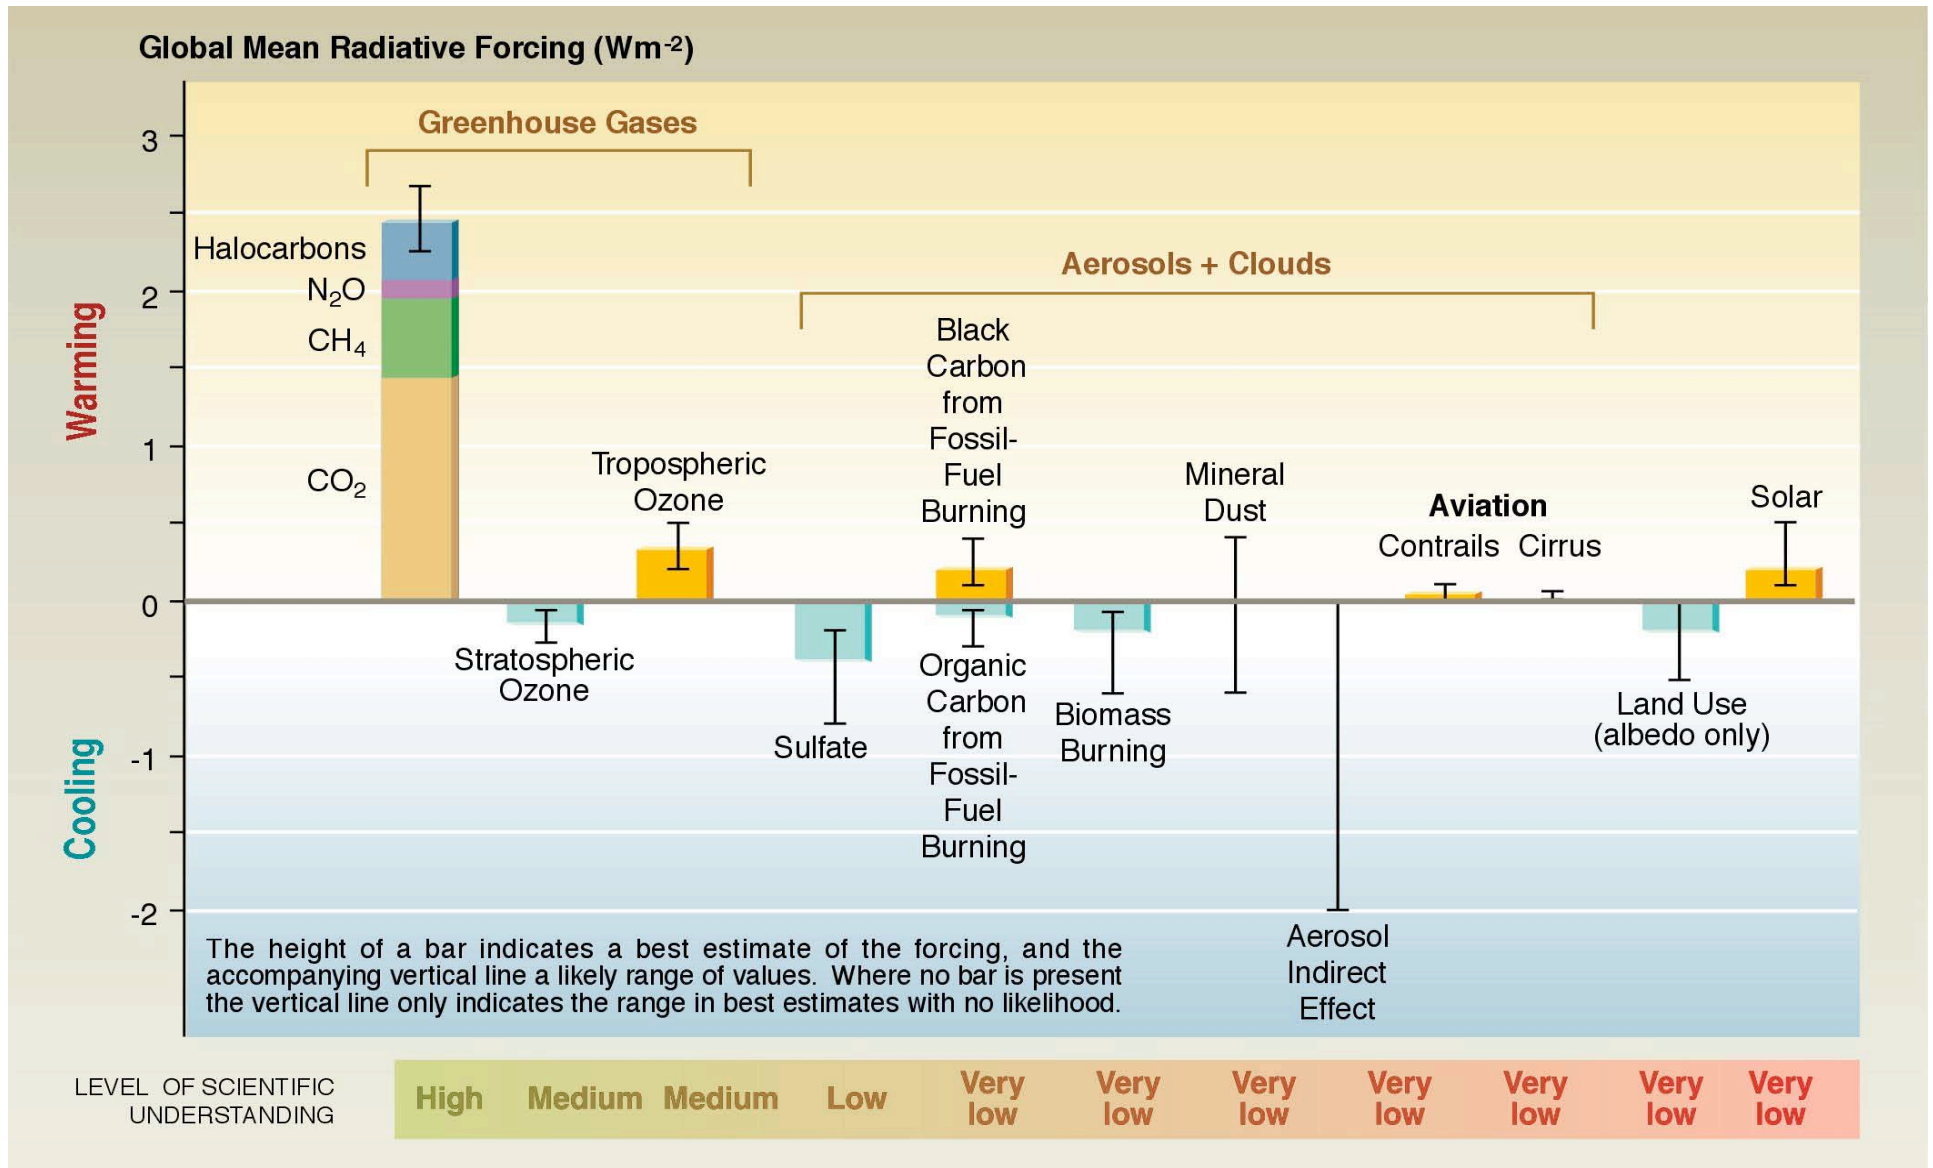 Global Mean Radiative Forcing (Wm-2)
Greenhouse Gases
3
2
1
0
-1
-2
Warming
Cooling
Halocarbons
N2O
CH4
CO2
Stratospheric
Ozone
Tropospheric
Ozone
Aerosols + Clouds
Sulfate
Black
Carbon
from
Fossil-
Fuel
Burning
Organic
Carbon
from
Fossil-
Fuel
Burning
Biomass
Burning
Mineral
Dust
Aerosol
Indirect
Effect
Aviation
Contrails Cirrus
Land Use
(albedo only)
Solar
The height of a bar indicates a best estimate of the forcing, and the
accompanying vertical line a likely range of values. Where no bar is present
the vertical line only indicates the range in best estimates with no likelihood.
LEVEL OF SCIENTIFIC
UNDERSTANDING
High
Medium
Medium
Low
Very
low
Very
low
Very
low
Very
low
Very
low
Very
low
Very
low